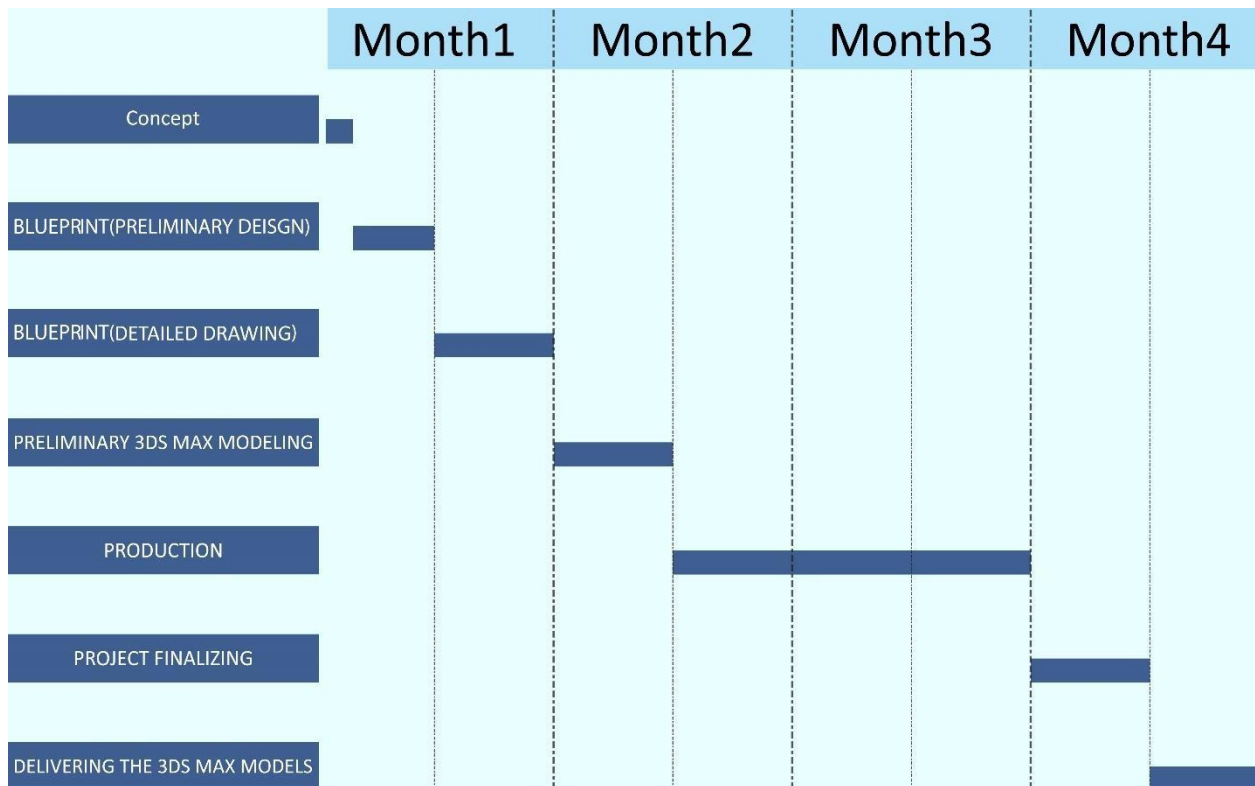 Month1 Month2 Month3 Month4
Concept
BLUEPRINT(PRELIMINARY DEISGN)
BLUEPRINT(DETAILED DRAWING)
PRELIMINARY 3DS MAX MODELING
PRODUCTION
PROJECT FINALIZING
DELIVERING THE 3DS MAX MODELS